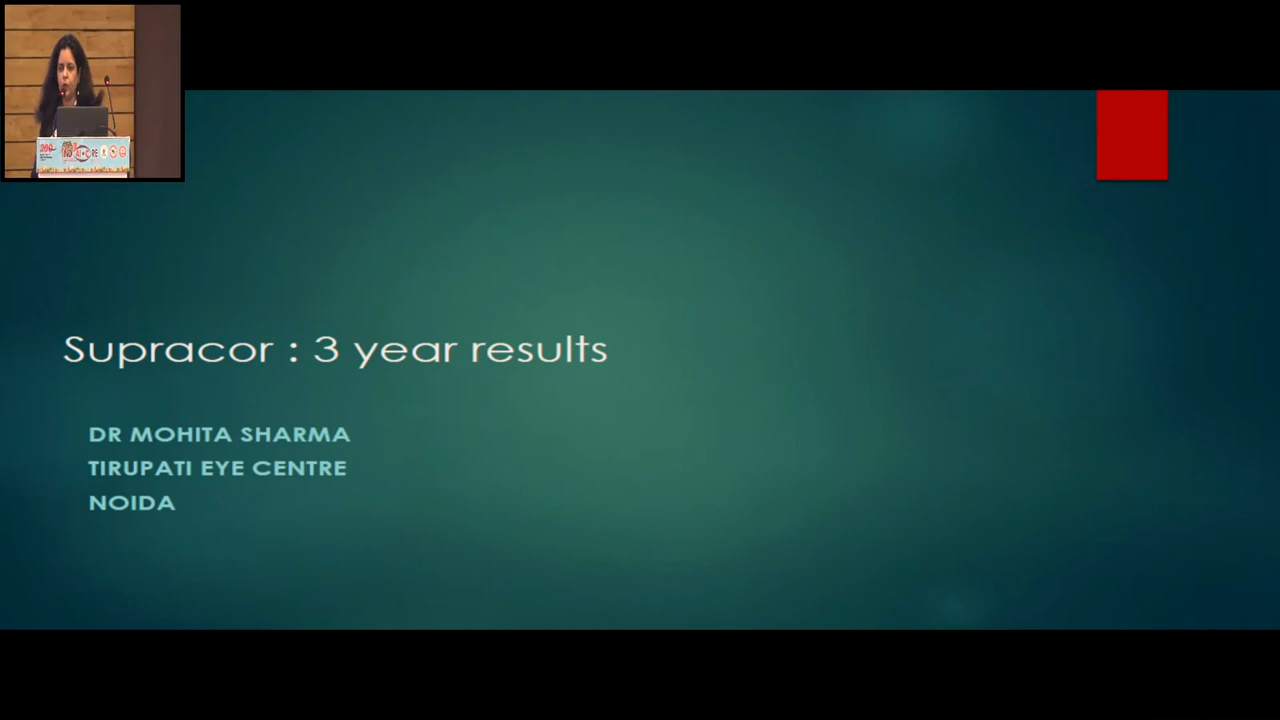 Supracor : 3 year results
DR MOHITA SHARMA
TIRUPATI EYE CENTRE
NOIDA